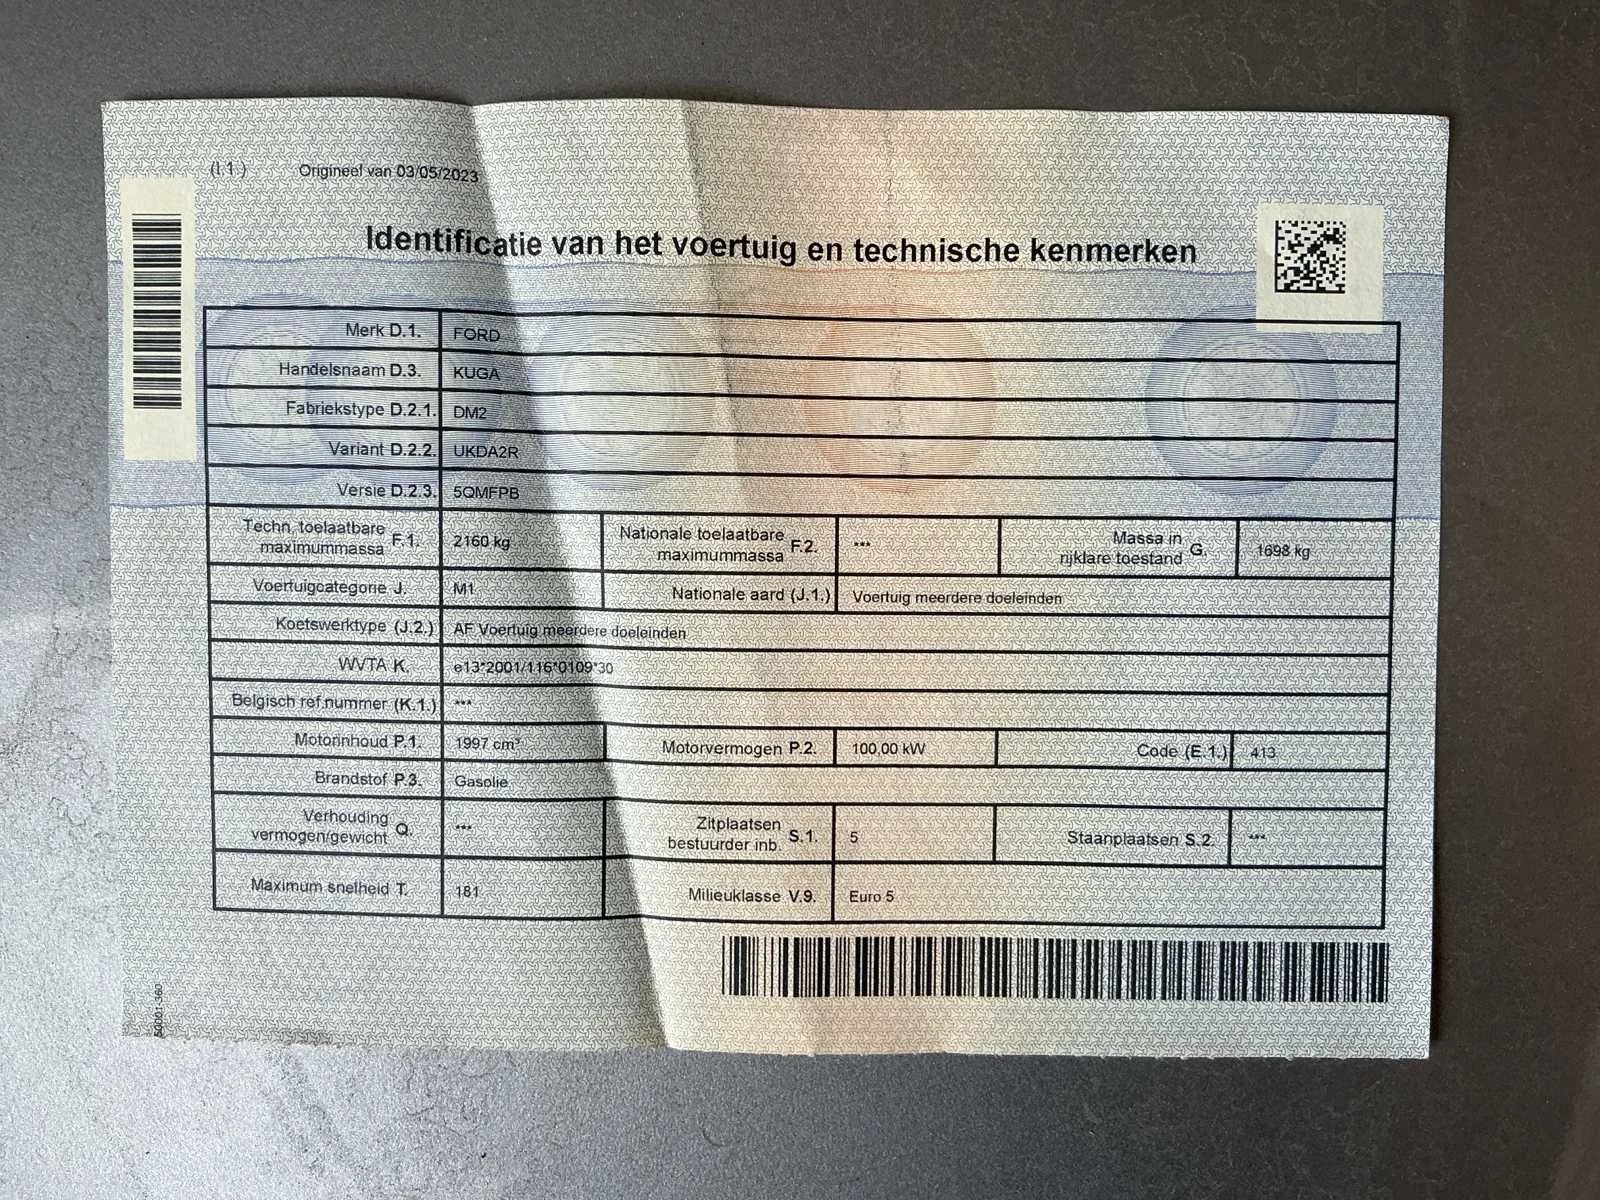 (I.1.) Origineel van 03/05/2023
Identificatie van het voertuig en technische kenmerken
Merk D.1. FORD
Handelsnaam D.3. KUGA
Fabriekstype D.2.1. DM2
Variant D.2.2. UKDA2R
Versie D.2.3. 5QMFPB
Techn. toelaatbare maximummassa F.1. 2160 kg Nationale toelaatbare maximummassa F.2. *** Massa in rijklare toestand G. 1698 kg
Voertuigcategorie J. M1 Nationale aard (J.1.) Voertuig meerdere doeleinden
Koetswerktype (J.2.) AF Voertuig meerdere doeleinden
WVTA K. e13*2001/116*0109*30
Belgisch ref.nummer (K.1.) ***
Motorinhoud P.1. 1997 cm³ Motorvermogen P.2. 100,00 kW Code (E.1.) 413
Brandstof P.3. Gasolie
Verhouding vermogen/gewicht Q. *** Zitplaatsen bestuurder inb. S.1. 5 Staanplaatsen S.2. ***
Maximum snelheid T. 181 Milieuklasse V.9. Euro 5
50001-360